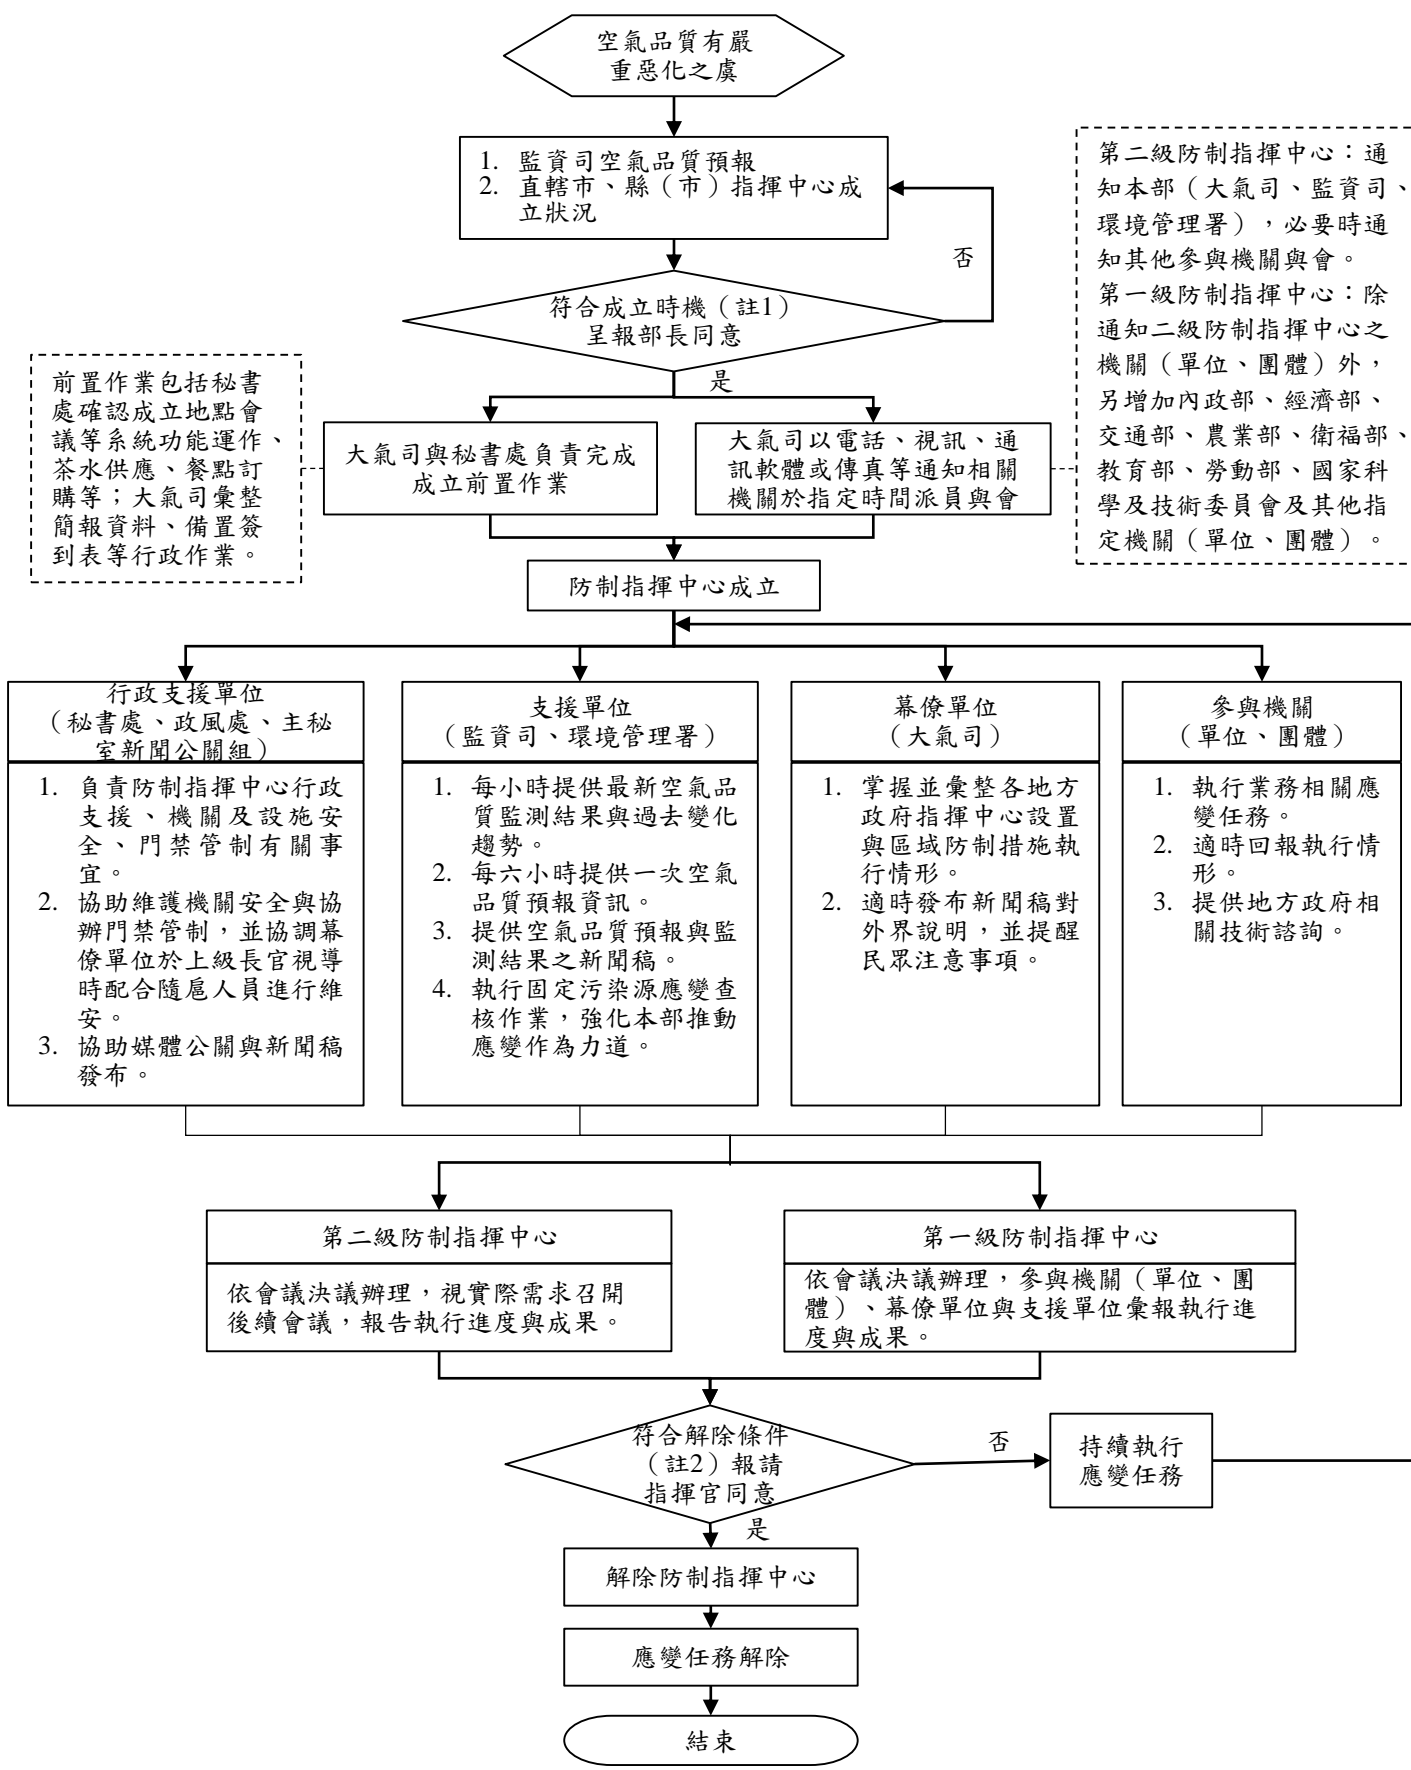 空氣品質有嚴
重惡化之虞
1. 監資司空氣品質預報
2. 直轄市、縣（市）指揮中心成
立狀況
否
符合成立時機（註1）
呈報部長同意
是
第二級防制指揮中心：通
知本部（大氣司、監資司、
環境管理署），必要時通
知其他參與機關與會。
第一級防制指揮中心：除
通知二級防制指揮中心之
機關（單位、團體）外，
另增加內政部、經濟部、
交通部、農業部、衛福部、
教育部、勞動部、國家科
學及技術委員會及其他指
定機關（單位、團體）。
前置作業包括秘書
處確認成立地點會
議等系統功能運作、
茶水供應、餐點訂
購等；大氣司彙整
簡報資料、備置簽
到表等行政作業。
大氣司與秘書處負責完成
成立前置作業
大氣司以電話、視訊、通
訊軟體或傳真等通知相關
機關於指定時間派員與會
防制指揮中心成立
行政支援單位
（秘書處、政風處、主秘
室新聞公關組）
1. 負責防制指揮中心行政
支援、機關及設施安
全、門禁管制有關事
宜。
2. 協助維護機關安全與協
辦門禁管制，並協調幕
僚單位於上級長官視導
時配合隨扈人員進行維
安。
3. 協助媒體公關與新聞稿
發布。
支援單位
（監資司、環境管理署）
1. 每小時提供最新空氣品
質監測結果與過去變化
趨勢。
2. 每六小時提供一次空氣
品質預報資訊。
3. 提供空氣品質預報與監
測結果之新聞稿。
4. 執行固定污染源應變查
核作業，強化本部推動
應變作為力道。
幕僚單位
（大氣司）
1. 掌握並彙整各地方
政府指揮中心設置
與區域防制措施執
行情形。
2. 適時發布新聞稿對
外界說明，並提醒
民眾注意事項。
參與機關
（單位、團體）
1. 執行業務相關應
變任務。
2. 適時回報執行情
形。
3. 提供地方政府相
關技術諮詢。
第二級防制指揮中心
依會議決議辦理，視實際需求召開
後續會議，報告執行進度與成果。
第一級防制指揮中心
依會議決議辦理，參與機關（單位、團
體）、幕僚單位與支援單位彙報執行進
度與成果。
符合解除條件
（註2）報請
指揮官同意
否
持續執行
應變任務
是
解除防制指揮中心
應變任務解除
結束